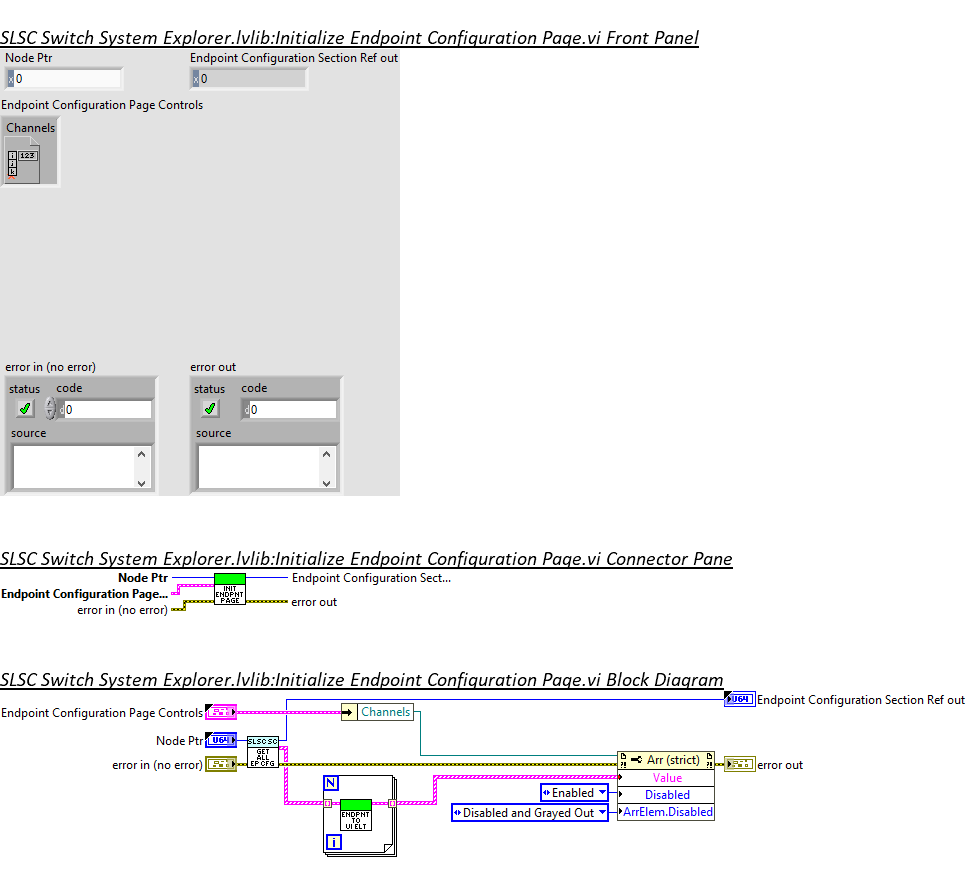 SLSC Switch System Explorer.lvlib:Initialize Endpoint Configuration Page.vi Front Panel
Node Ptr
Endpoint Configuration Section Ref out
x 0
x 0
Endpoint Configuration Page Controls
Channels
i
j
k
123
error in (no error)
error out
status code
status code
d 0
d 0
source
source
SLSC Switch System Explorer.lvlib:Initialize Endpoint Configuration Page.vi Connector Pane
Node Ptr
Endpoint Configuration Page...
error in (no error)
INIT
ENDPNT
PAGE
Endpoint Configuration Sect...
error out
SLSC Switch System Explorer.lvlib:Initialize Endpoint Configuration Page.vi Block Diagram
U64
Endpoint Configuration Section Ref out
Endpoint Configuration Page Controls
Channels
Node Ptr
U64
SLSC SC
GET
ALL
EP CFG
error in (no error)
Arr (strict)
?!
?!
error out
Value
Disabled
ArrElem.Disabled
Enabled
Disabled and Grayed Out
N
ENDPNT
TO
UI ELT
i